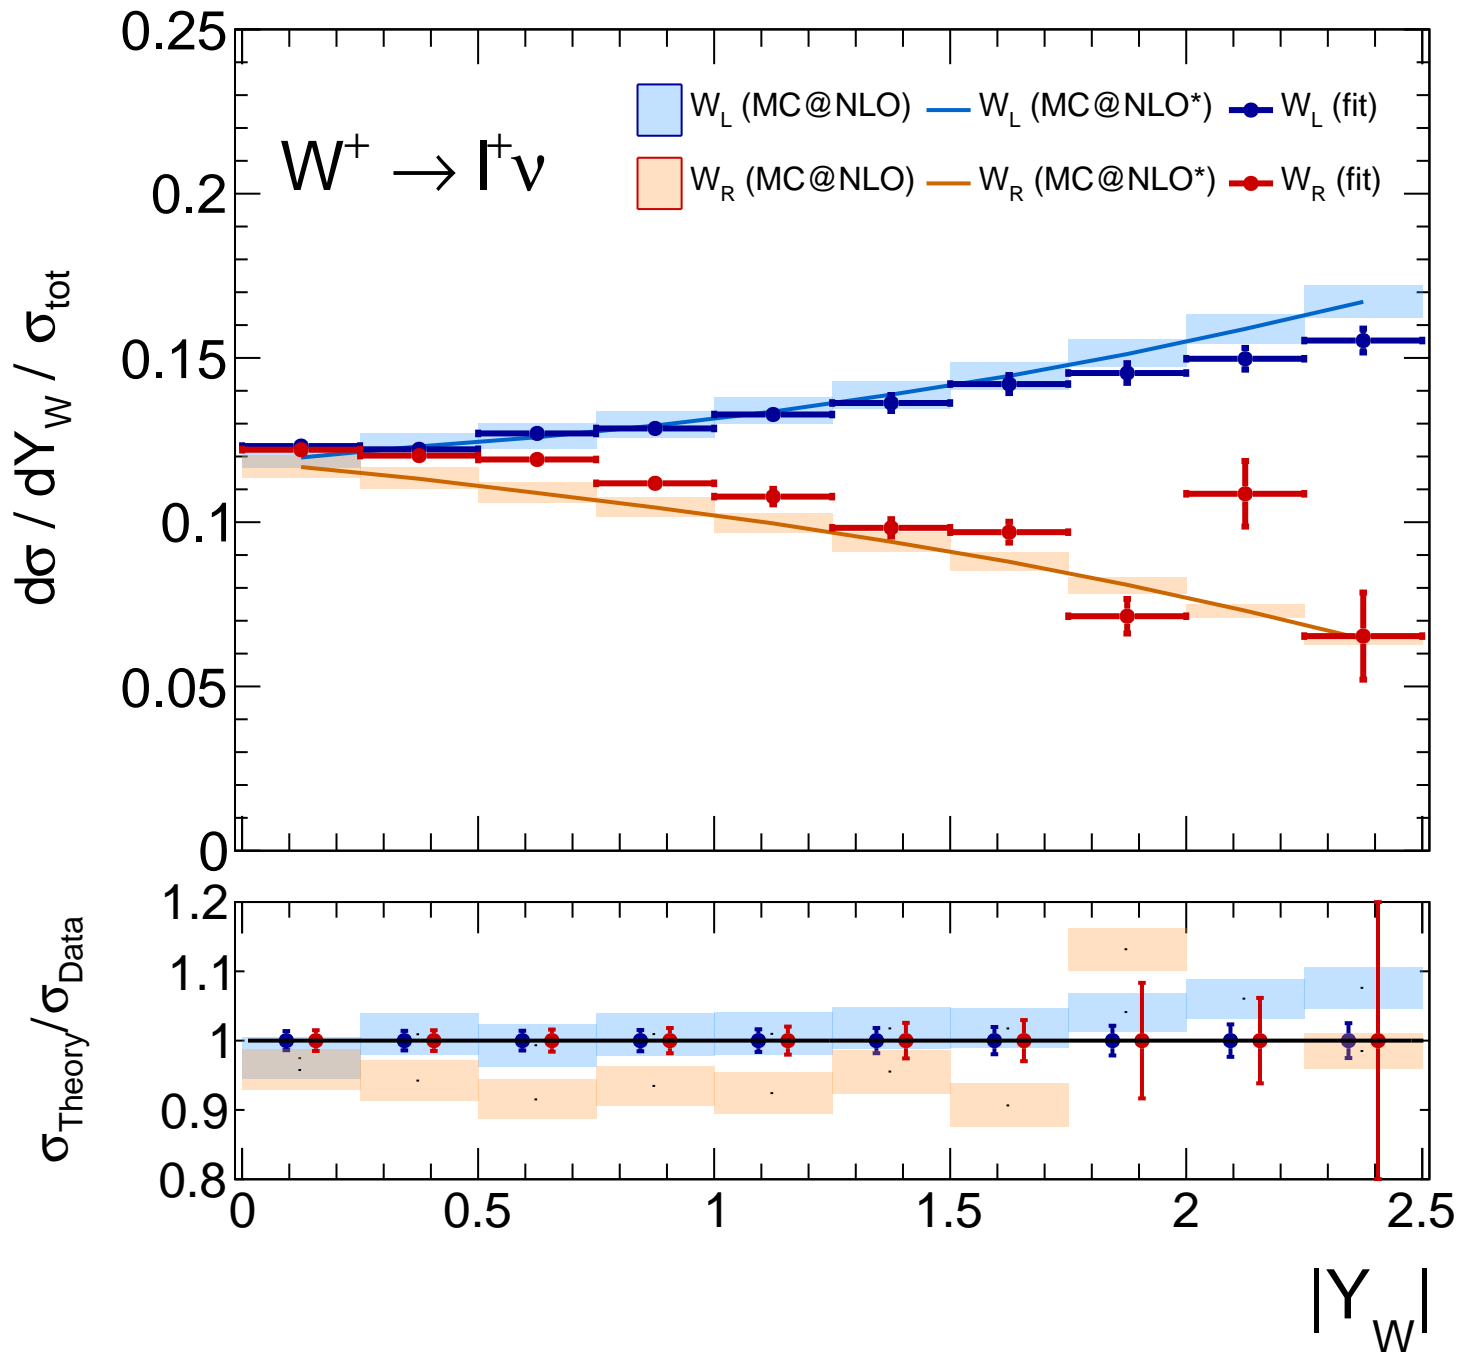 0.25
W_L (MC@NLO) W_L (MC@NLO*) W_L (fit)
W⁺ → l⁺ν
W_R (MC@NLO) W_R (MC@NLO*) W_R (fit)
0.2
0.15
0.1
0.05
0
dσ / dY_W / σ_tot
1.2
1.1
1
0.9
0.8
σ_Theory/σ_Data
0 0.5 1 1.5 2 2.5
|Y_W|